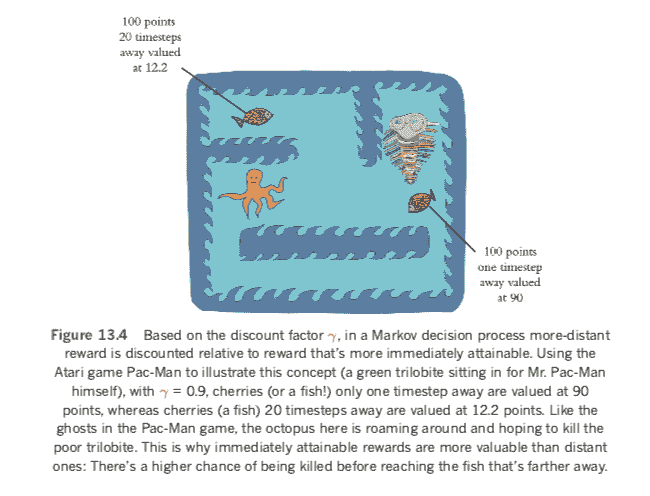 100 points
20 timesteps
away valued
at 12.2
100 points
one timestep
away valued
at 90
Figure 13.4 Based on the discount factor γ, in a Markov decision process more-distant
reward is discounted relative to reward that's more immediately attainable. Using the
Atari game Pac-Man to illustrate this concept (a green trilobite sitting in for Mr. Pac-Man
himself), with γ = 0.9, cherries (or a fish!) only one timestep away are valued at 90
points, whereas cherries (a fish) 20 timesteps away are valued at 12.2 points. Like the
ghosts in the Pac-Man game, the octopus here is roaming around and hoping to kill the
poor trilobite. This is why immediately attainable rewards are more valuable than distant
ones: There's a higher chance of being killed before reaching the fish that's farther away.